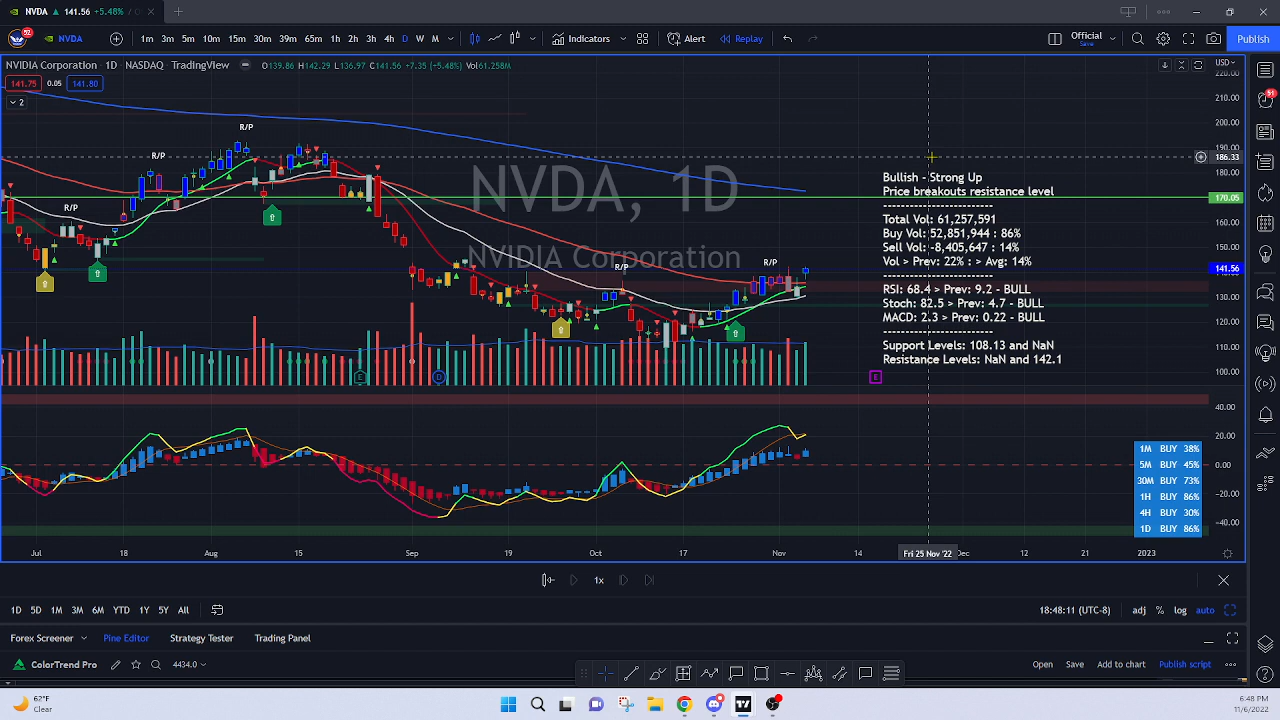 NVDA 141.56 +5.48% /
52
NVDA
1m 3m 5m 10m 15m 30m 39m 65m 1h 2h 3h 4h D W M
Indicators
Alert
Replay
Official
Save
Publish
NVIDIA Corporation · 1D · NASDAQ TradingView
O139.86 H142.29 L136.97 C141.56 +7.35 (+5.48%) Vol61.258M
USD
141.75 0.05 141.80
2
NVDA, 1D
NVIDIA Corporation
R/P
R/P
R/P
R/P
R/P
E
D
E
Bullish - Strong Up
Price breakouts resistance level
-----------------------
Total Vol: 61,257,591
Buy Vol: 52,851,944 : 86%
Sell Vol: -8,405,647 : 14%
Vol > Prev: 22% : > Avg: 14%
-----------------------
RSI: 68.4 > Prev: 9.2 - BULL
Stoch: 82.5 > Prev: 4.7 - BULL
MACD: 2.3 > Prev: 0.22 - BULL
-----------------------
Support Levels: 108.13 and NaN
Resistance Levels: NaN and 142.1
220.00
210.00
200.00
186.33
170.05
160.00
150.00
141.56
130.00
120.00
110.00
100.00
40.00
20.00
0.00
−20.00
−40.00
51
1M BUY 38%
5M BUY 45%
30M BUY 73%
1H BUY 86%
4H BUY 30%
1D BUY 86%
Jul 18 Aug 15 Sep 19 Oct 17 Nov 14 Fri 25 Nov '22 Dec 12 21 2023
1x
1D 5D 1M 3M 6M YTD 1Y 5Y All
18:48:11 (UTC-8) adj % log auto
Forex Screener Pine Editor Strategy Tester Trading Panel
ColorTrend Pro 4434.0
Open Save Add to chart Publish script
62°F
Clear
6:48 PM
11/6/2022